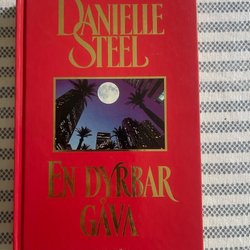 DANIELLE
STEEL
EN DYRBAR
GÅVA